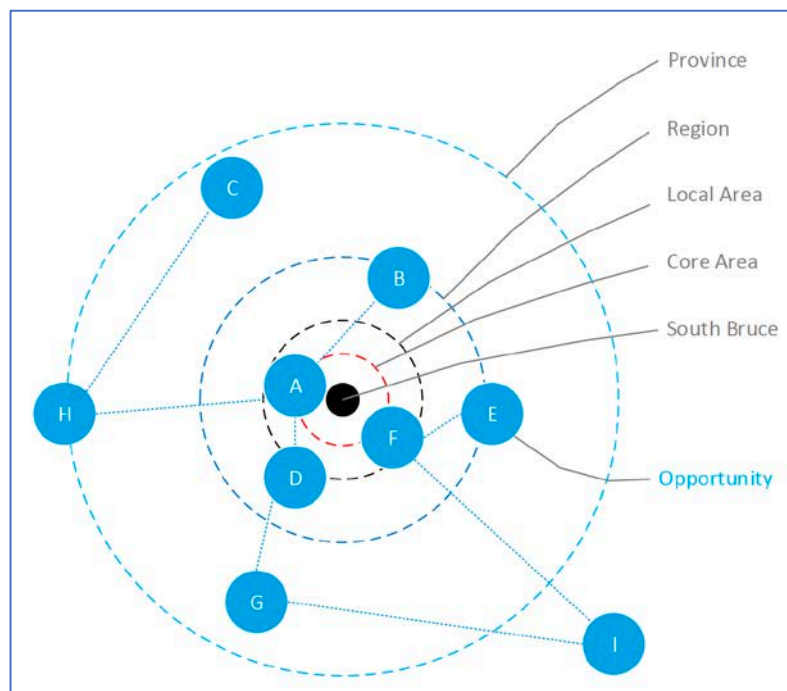 Province
Region
Local Area
Core Area
South Bruce
Opportunity
C
B
A
H
E
F
D
G
I